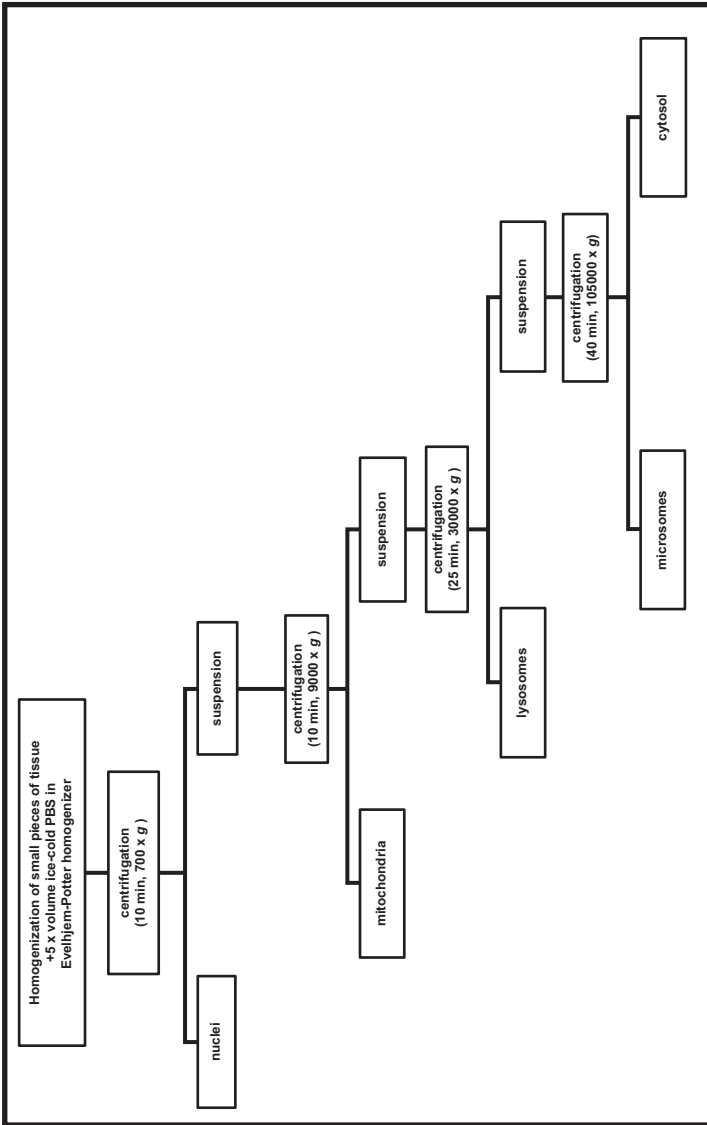 Homogenization of small pieces of tissue
+5 x volume ice-cold PBS in
Evelhjem-Potter homogenizer
centrifugation
(10 min, 700 x g)
nuclei
suspension
centrifugation
(10 min, 9000 x g )
mitochondria
suspension
centrifugation
(25 min, 30000 x g)
lysosomes
suspension
centrifugation
(40 min, 105000 x g)
microsomes
cytosol